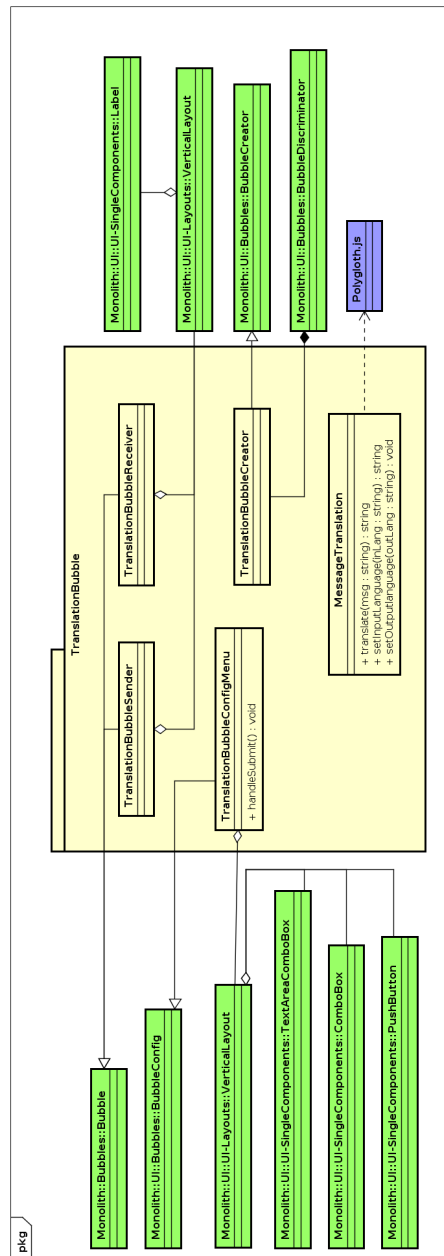 pkg
Monolith::Bubbles::Bubble
Monolith::UI::Bubbles::BubbleConfig
Monolith::UI::UI-Layouts::VerticalLayout
Monolith::UI::UI-SingleComponents::TextAreaComboBox
Monolith::UI::UI-SingleComponents::ComboBox
Monolith::UI::UI-SingleComponents::PushButton
TranslationBubble
TranslationBubbleSender
TranslationBubbleReceiver
TranslationBubbleConfigMenu
+ handleSubmit() : void
TranslationBubbleCreator
MessageTranslation
+ translate(msg : string) : string
+ setInputLanguage(inLang : string) : string
+ setOutputlanguage(outLang : string) : void
Monolith::UI::UI-SingleComponents::Label
Monolith::UI::UI-Layouts::VerticalLayout
Monolith::UI::Bubbles::BubbleCreator
Monolith::UI::Bubbles::BubbleDiscriminator
Polygloth.js